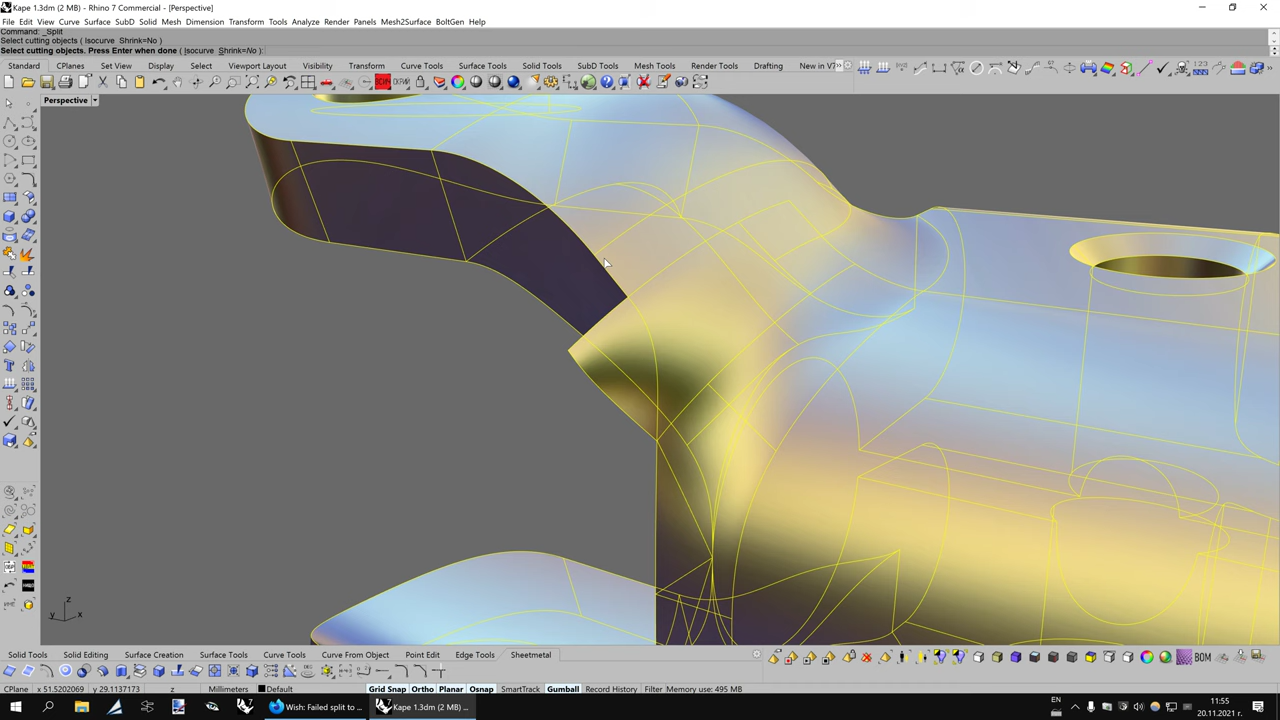 Kape 1.3dm (2 MB) - Rhino 7 Commercial - [Perspective]
File Edit View Curve Surface SubD Solid Mesh Dimension Transform Tools Analyze Render Panels Mesh2Surface BoltGen Help
Command: _Split
Select cutting objects ( Isocurve Shrink=No )
Select cutting objects. Press Enter when done ( Isocurve Shrink=No ):
Standard CPlanes Set View Display Select Viewport Layout Visibility Transform Curve Tools Surface Tools Solid Tools SubD Tools Mesh Tools Render Tools Drafting New in V7
Perspective
z
y x
Solid Tools Solid Editing Surface Creation Surface Tools Curve Tools Curve From Object Point Edit Edge Tools Sheetmetal
BOM
CPlane x 51.5202069 y 29.1137173 z Millimeters Default Grid Snap Ortho Planar Osnap SmartTrack Gumball Record History Filter Memory use: 495 MB
Wish: Failed split to ... Kape 1.3dm (2 MB) ...
EN
11:55
20.11.2021 г.